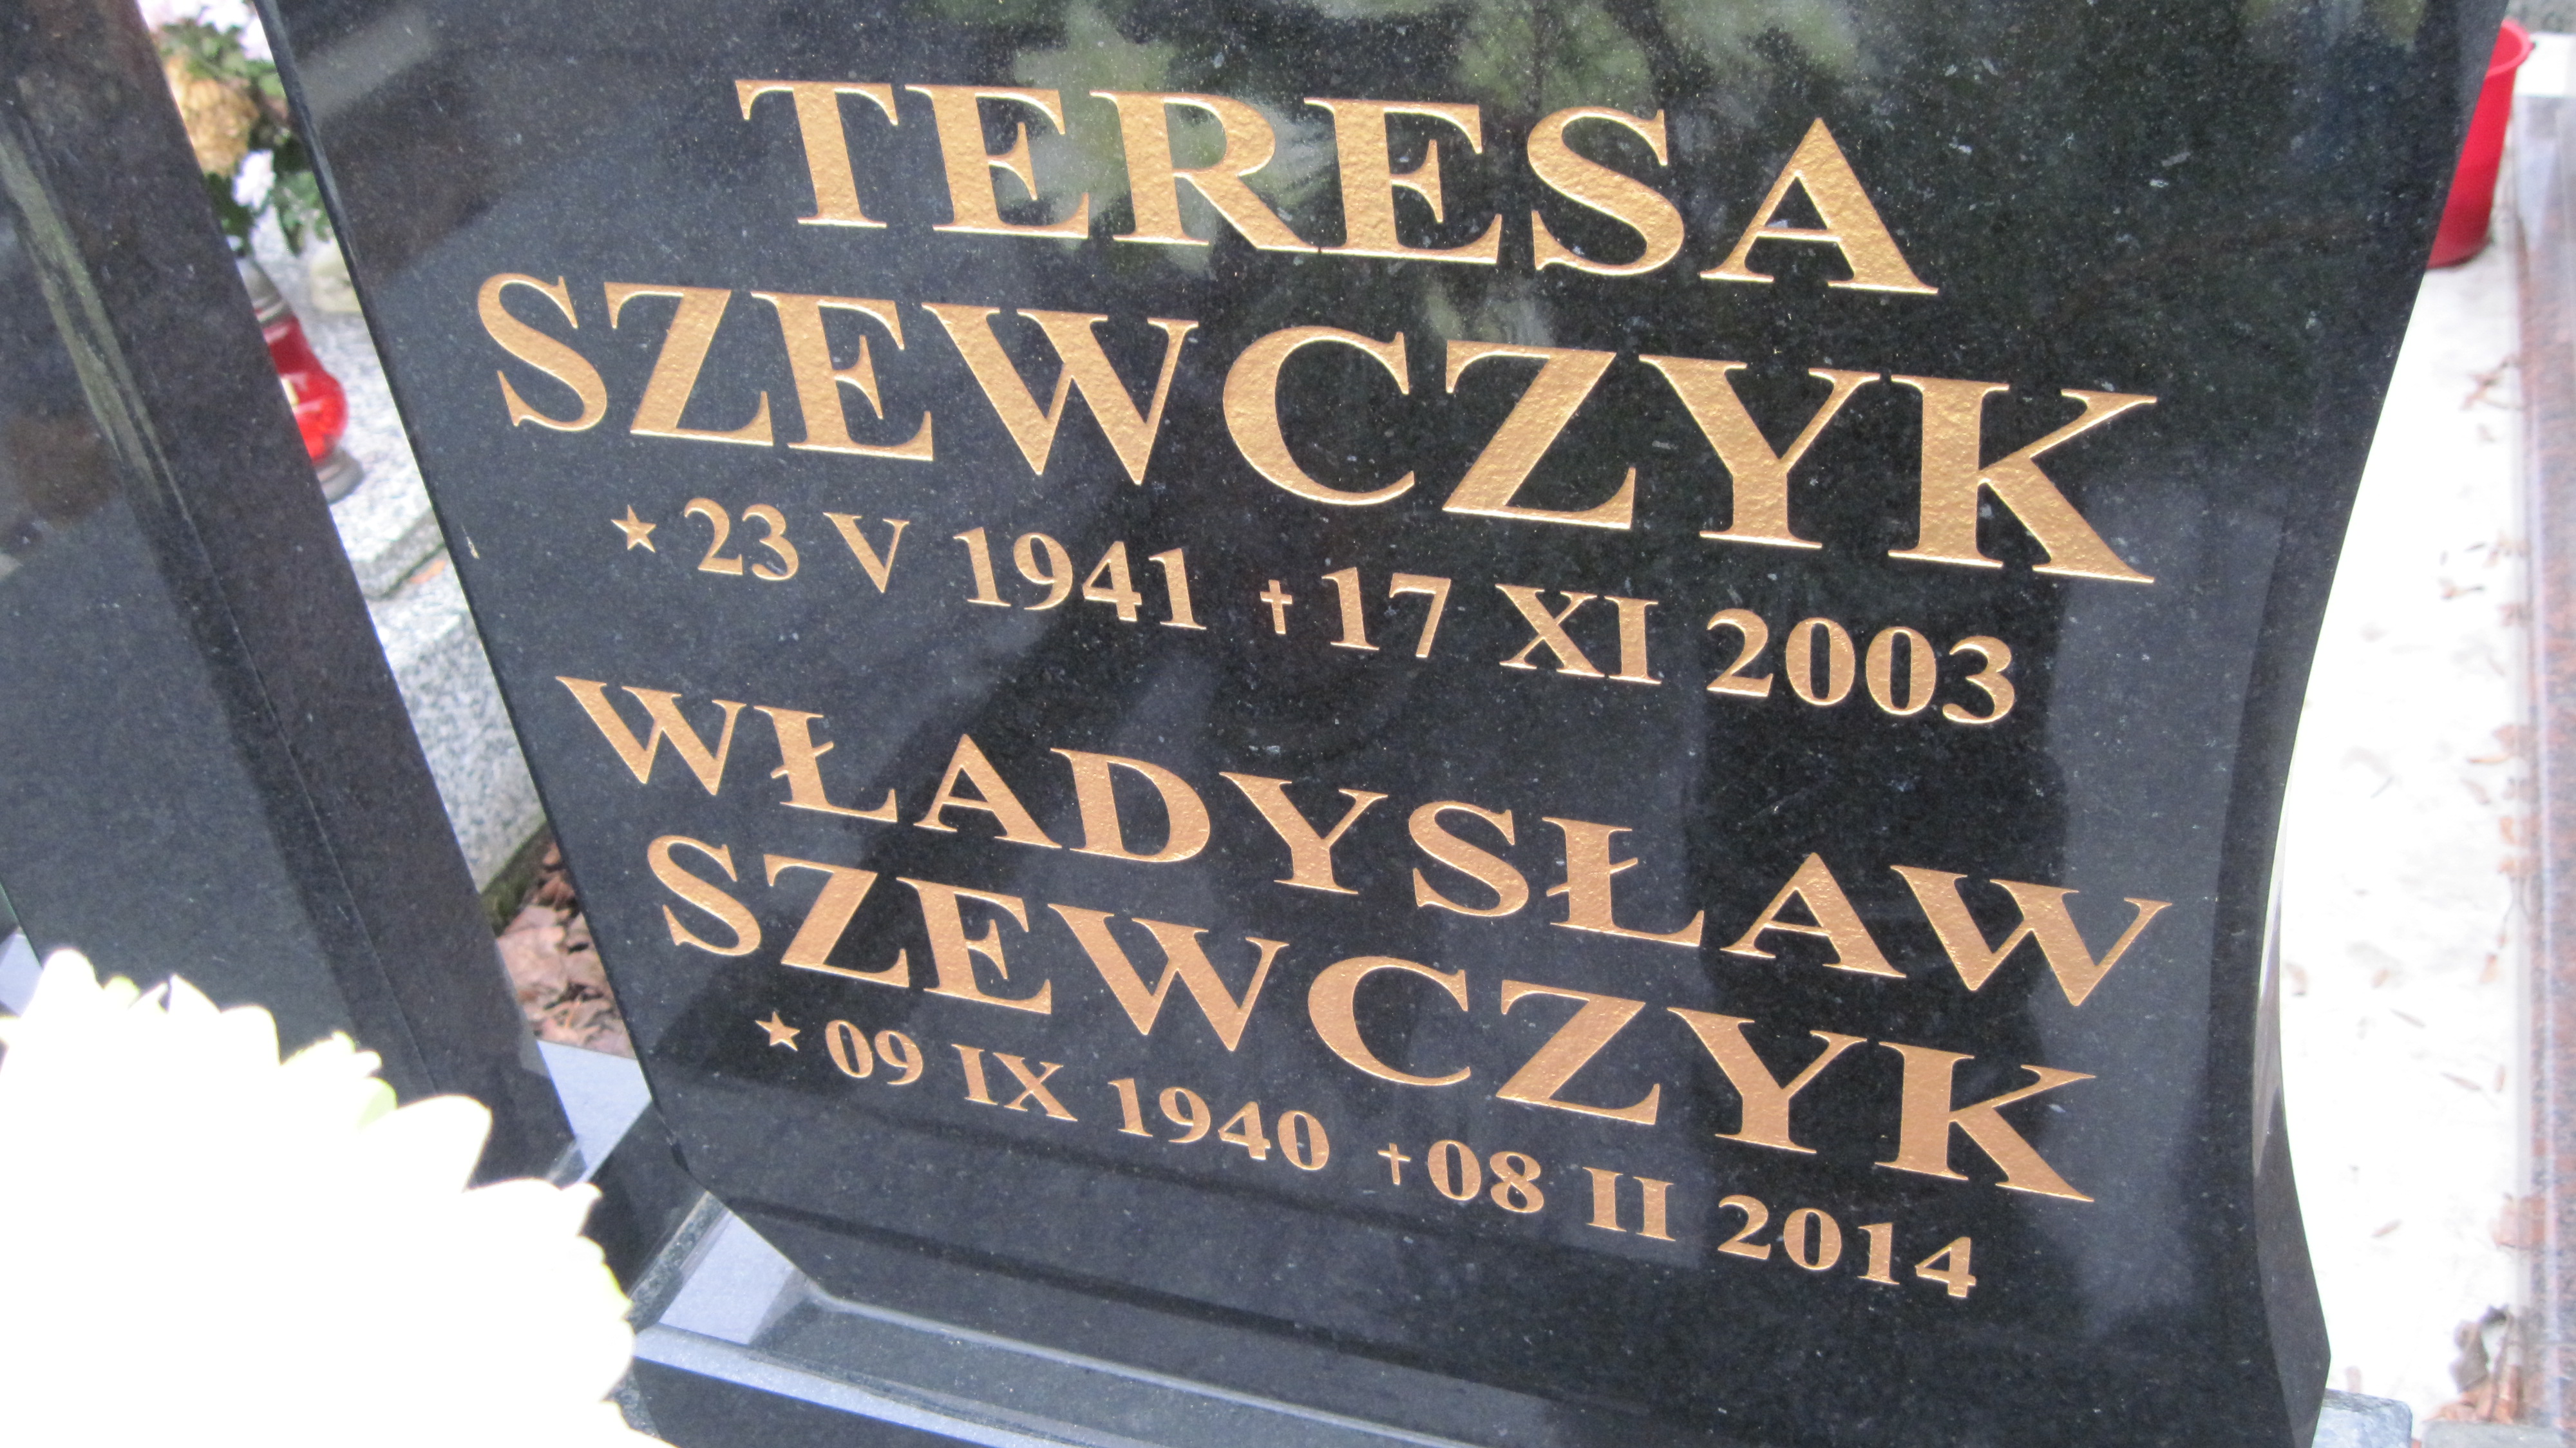 TERESA
SZEWCZYK
★ 23 V 1941 ✝ 17 XI 2003
WŁADYSŁAW
SZEWCZYK
★ 09 IX 1940 ✝ 08 II 2014